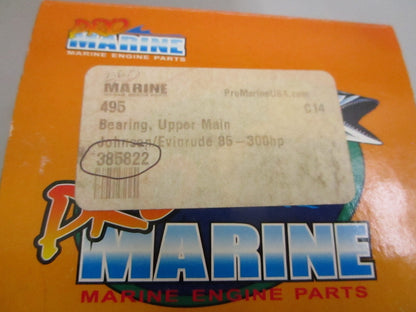 PRO
MARINE
MARINE ENGINE PARTS
MARINE
ProMarineUSA.com
495
C14
Bearing, Upper Main
Johnson/Evinrude 85-300hp
385822
PRO
MARINE
MARINE ENGINE PARTS